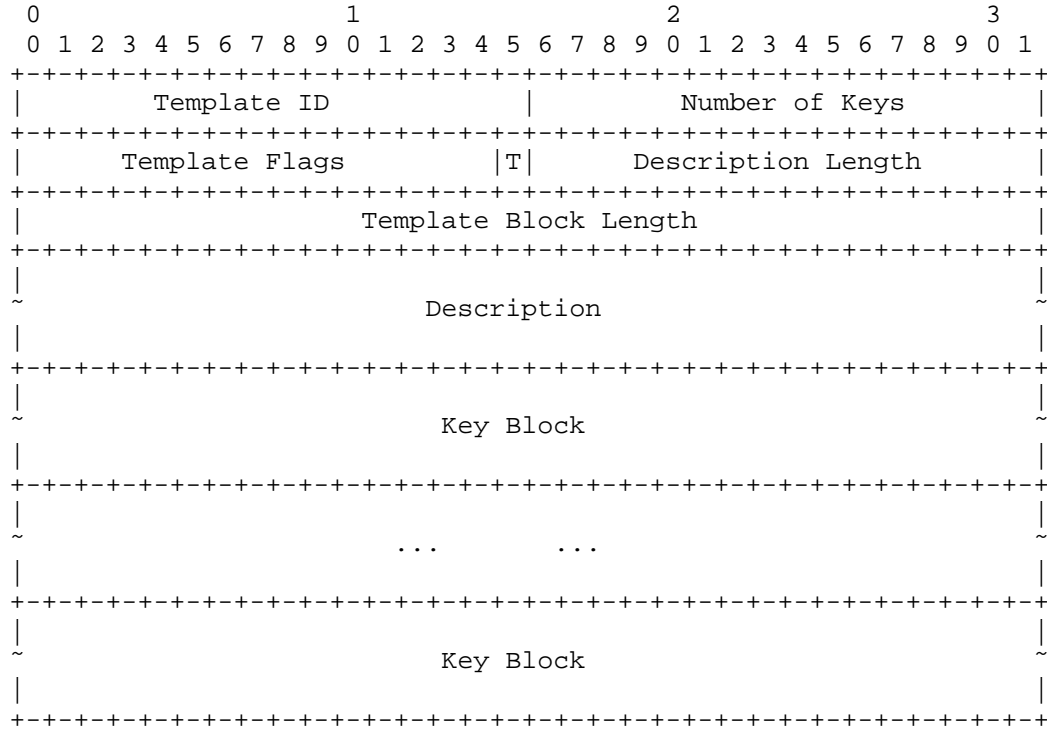 0                   1                   2                   3
 0 1 2 3 4 5 6 7 8 9 0 1 2 3 4 5 6 7 8 9 0 1 2 3 4 5 6 7 8 9 0 1
+-+-+-+-+-+-+-+-+-+-+-+-+-+-+-+-+-+-+-+-+-+-+-+-+-+-+-+-+-+-+-+-+
|        Template ID            |         Number of Keys        |
+-+-+-+-+-+-+-+-+-+-+-+-+-+-+-+-+-+-+-+-+-+-+-+-+-+-+-+-+-+-+-+-+
|      Template Flags         |T|      Description Length       |
+-+-+-+-+-+-+-+-+-+-+-+-+-+-+-+-+-+-+-+-+-+-+-+-+-+-+-+-+-+-+-+-+
|                     Template Block Length                     |
+-+-+-+-+-+-+-+-+-+-+-+-+-+-+-+-+-+-+-+-+-+-+-+-+-+-+-+-+-+-+-+-+
|                                                               |
~                         Description                           ~
|                                                               |
+-+-+-+-+-+-+-+-+-+-+-+-+-+-+-+-+-+-+-+-+-+-+-+-+-+-+-+-+-+-+-+-+
|                                                               |
~                          Key Block                            ~
|                                                               |
+-+-+-+-+-+-+-+-+-+-+-+-+-+-+-+-+-+-+-+-+-+-+-+-+-+-+-+-+-+-+-+-+
|                                                               |
~                       ...       ...                           ~
|                                                               |
+-+-+-+-+-+-+-+-+-+-+-+-+-+-+-+-+-+-+-+-+-+-+-+-+-+-+-+-+-+-+-+-+
|                                                               |
~                          Key Block                            ~
|                                                               |
+-+-+-+-+-+-+-+-+-+-+-+-+-+-+-+-+-+-+-+-+-+-+-+-+-+-+-+-+-+-+-+-+